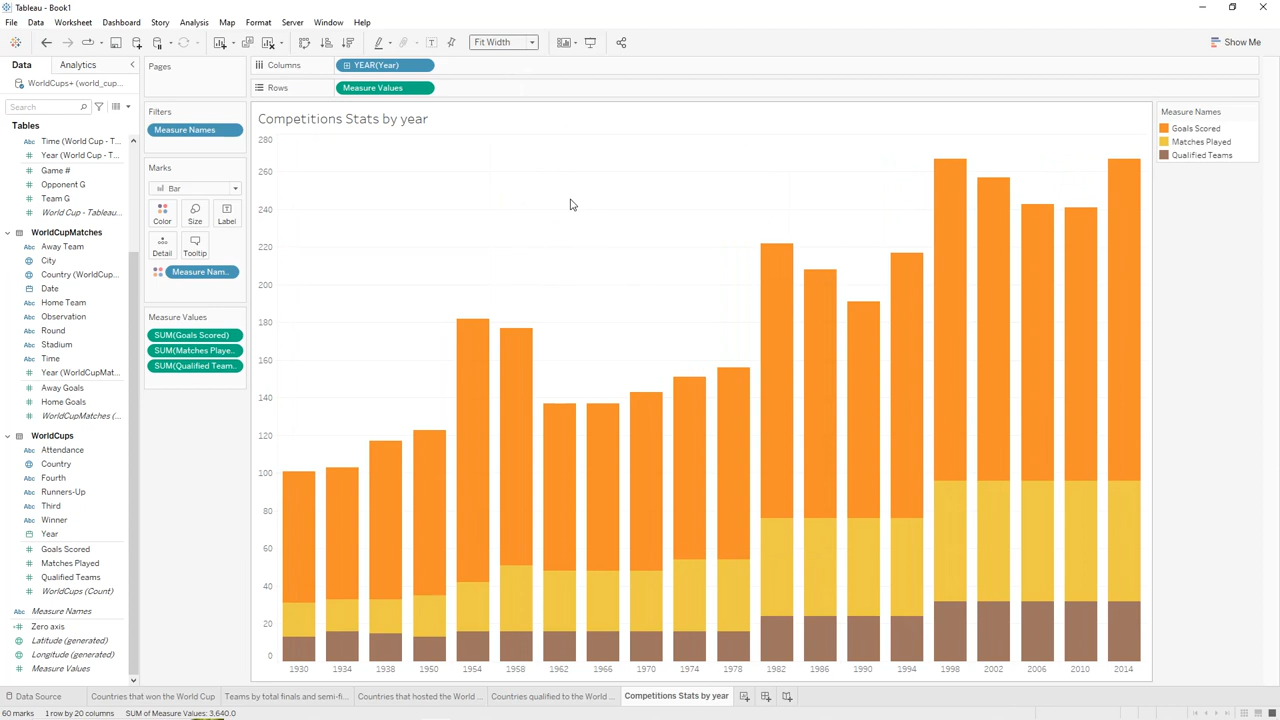 Tableau - Book1
File Data Worksheet Dashboard Story Analysis Map Format Server Window Help
Fit Width
Show Me
Data Analytics
WorldCups+ (world_cup...
Search
Tables
Time (World Cup - T...
Year (World Cup - T...
Game #
Opponent G
Team G
World Cup - Tableau...
WorldCupMatches
Away Team
City
Country (WorldCup...
Date
Home Team
Observation
Round
Stadium
Time
Year (WorldCupMat...
Away Goals
Home Goals
WorldCupMatches (...
WorldCups
Attendance
Country
Fourth
Runners-Up
Third
Winner
Year
Goals Scored
Matches Played
Qualified Teams
WorldCups (Count)
Measure Names
Zero axis
Latitude (generated)
Longitude (generated)
Measure Values
Pages
Filters
Measure Names
Marks
Bar
Color Size Label
Detail Tooltip
Measure Nam..
Measure Values
SUM(Goals Scored)
SUM(Matches Playe..
SUM(Qualified Team..
Columns YEAR(Year)
Rows Measure Values
Competitions Stats by year
280
260
240
220
200
180
160
140
120
100
80
60
40
20
0
1930 1934 1938 1950 1954 1958 1962 1966 1970 1974 1978 1982 1986 1990 1994 1998 2002 2006 2010 2014
Measure Names
Goals Scored
Matches Played
Qualified Teams
Data Source Countries that won the World Cup Teams by total finals and semi-fi... Countries that hosted the World ... Countries qualified to the World ... Competitions Stats by year
60 marks 1 row by 20 columns SUM of Measure Values: 3,640.0